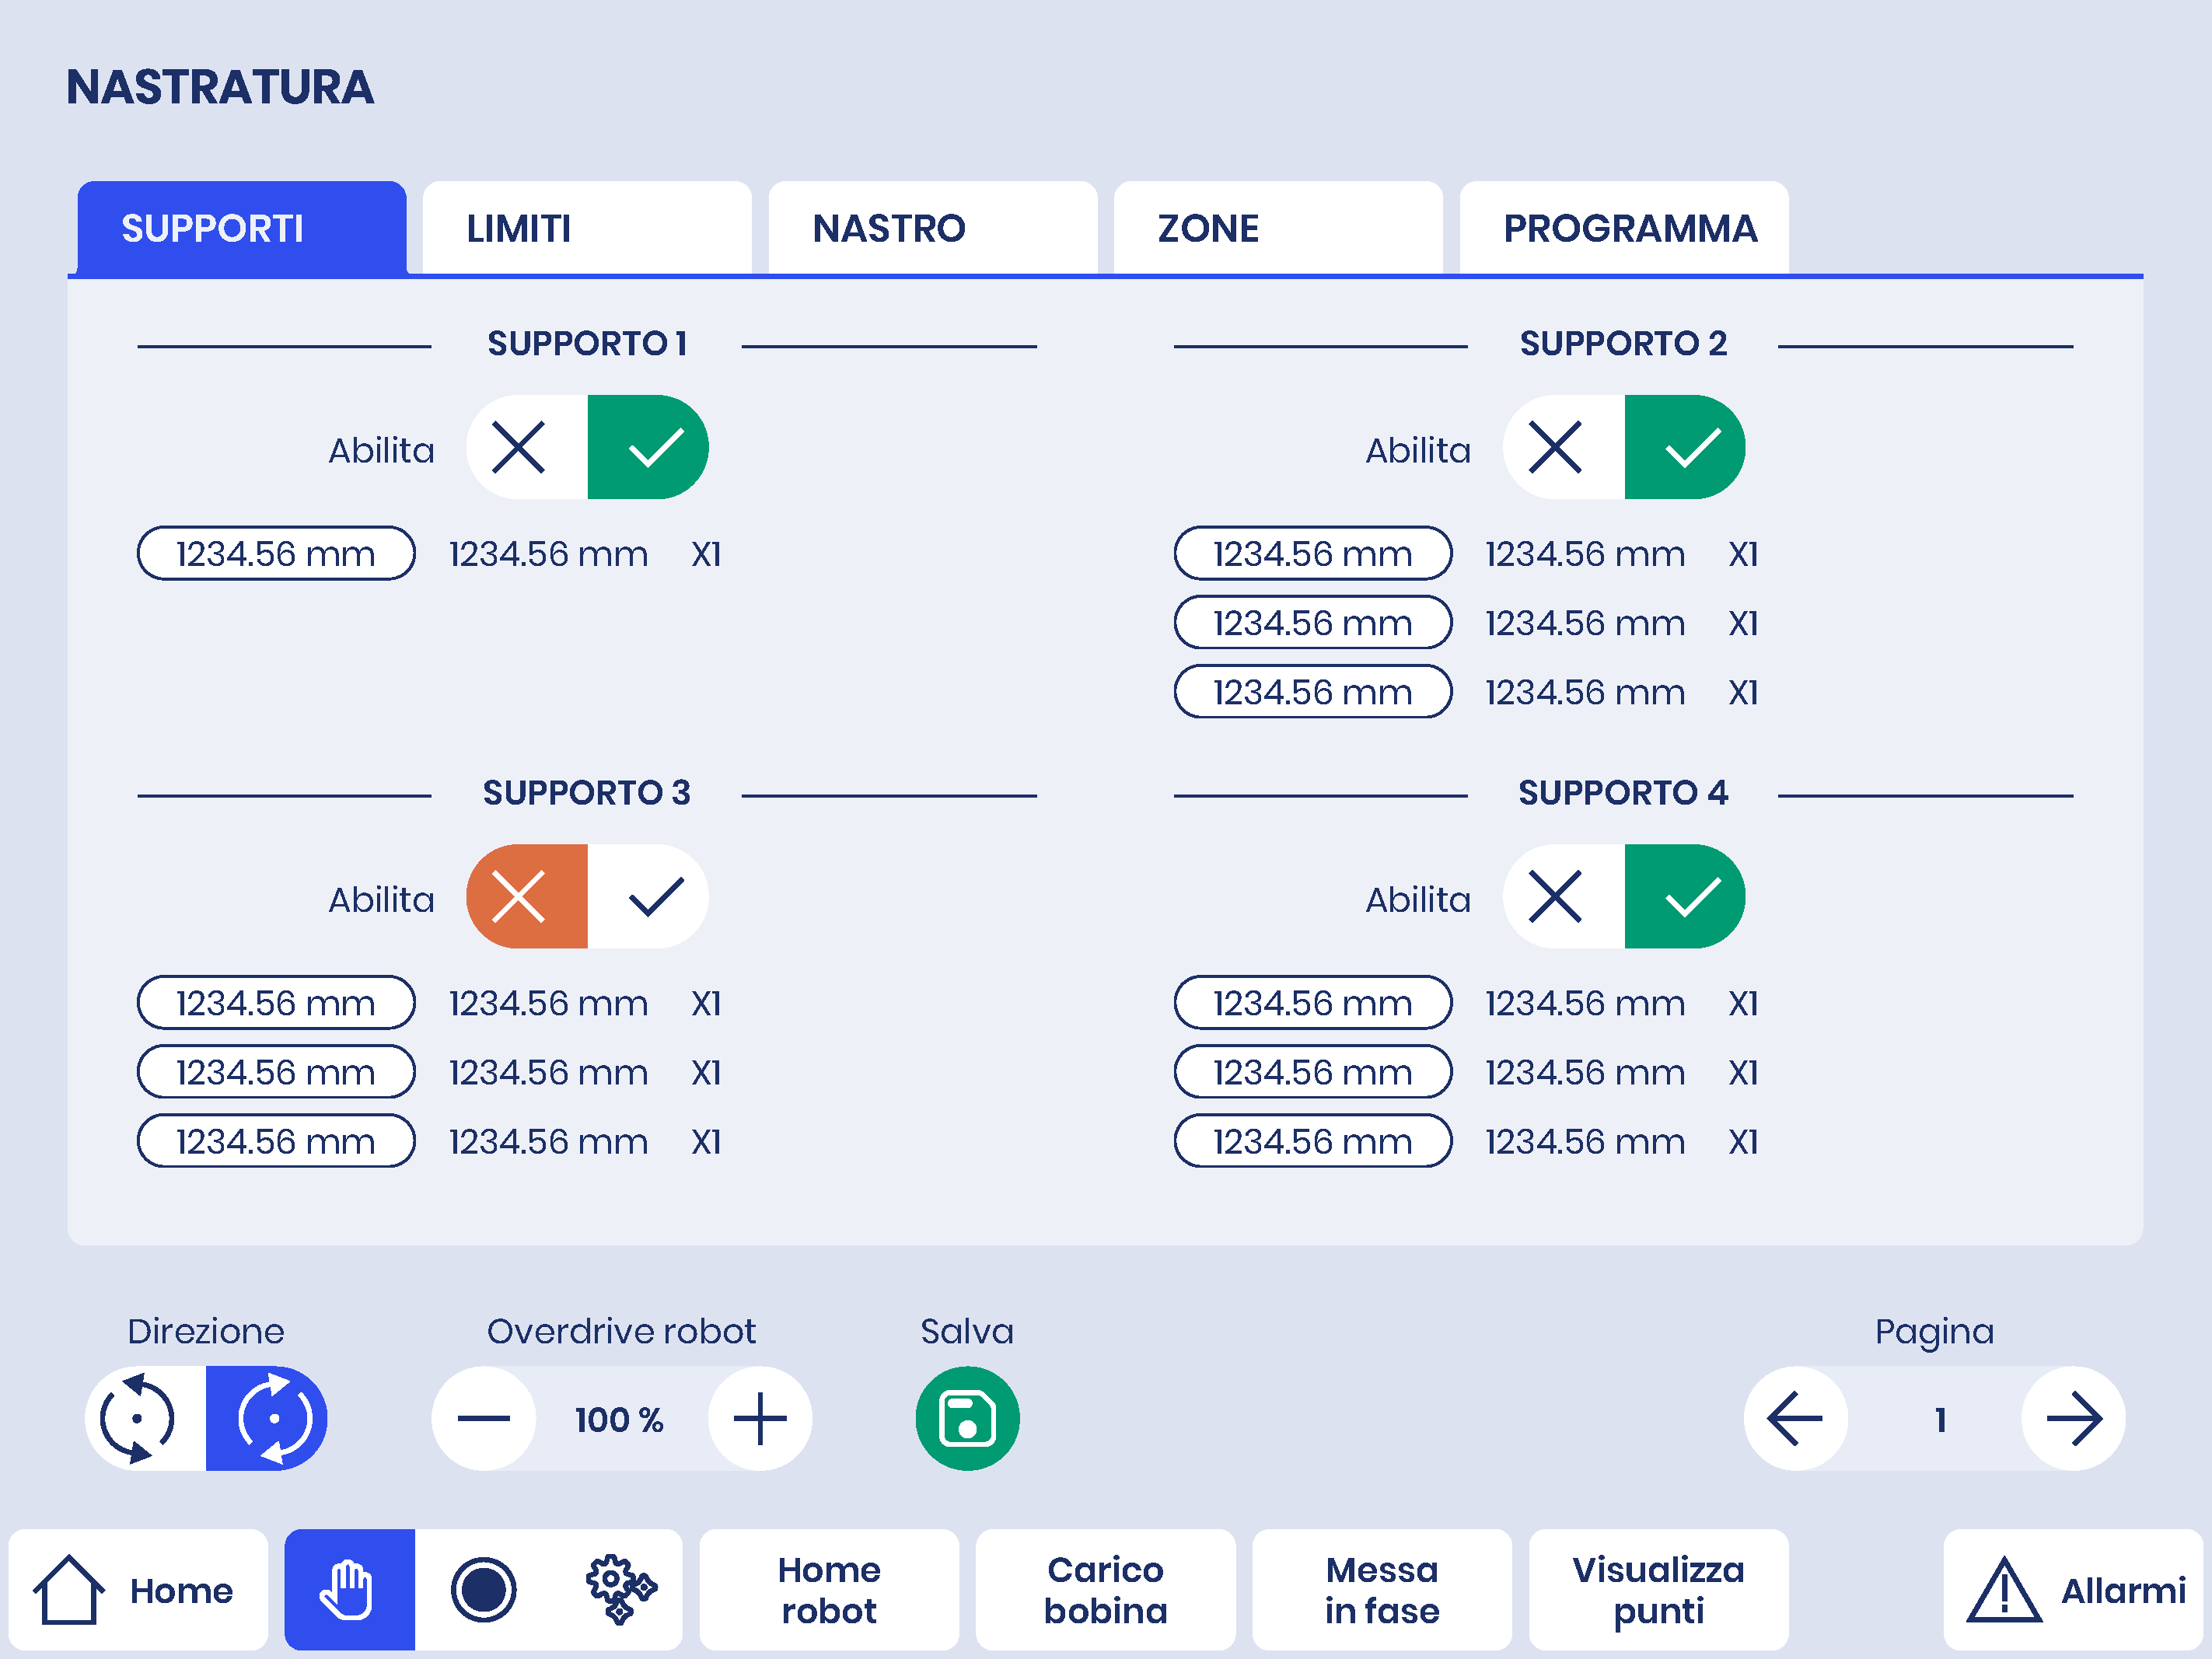 NASTRATURA
SUPPORTI
LIMITI
NASTRO
ZONE
PROGRAMMA
SUPPORTO 1
Abilita
1234.56 mm 1234.56 mm X1
SUPPORTO 2
Abilita
1234.56 mm 1234.56 mm X1
1234.56 mm 1234.56 mm X1
1234.56 mm 1234.56 mm X1
SUPPORTO 3
Abilita
1234.56 mm 1234.56 mm X1
1234.56 mm 1234.56 mm X1
1234.56 mm 1234.56 mm X1
SUPPORTO 4
Abilita
1234.56 mm 1234.56 mm X1
1234.56 mm 1234.56 mm X1
1234.56 mm 1234.56 mm X1
Direzione
Overdrive robot
100 %
Salva
Pagina
1
Home
Home
robot
Carico
bobina
Messa
in fase
Visualizza
punti
Allarmi